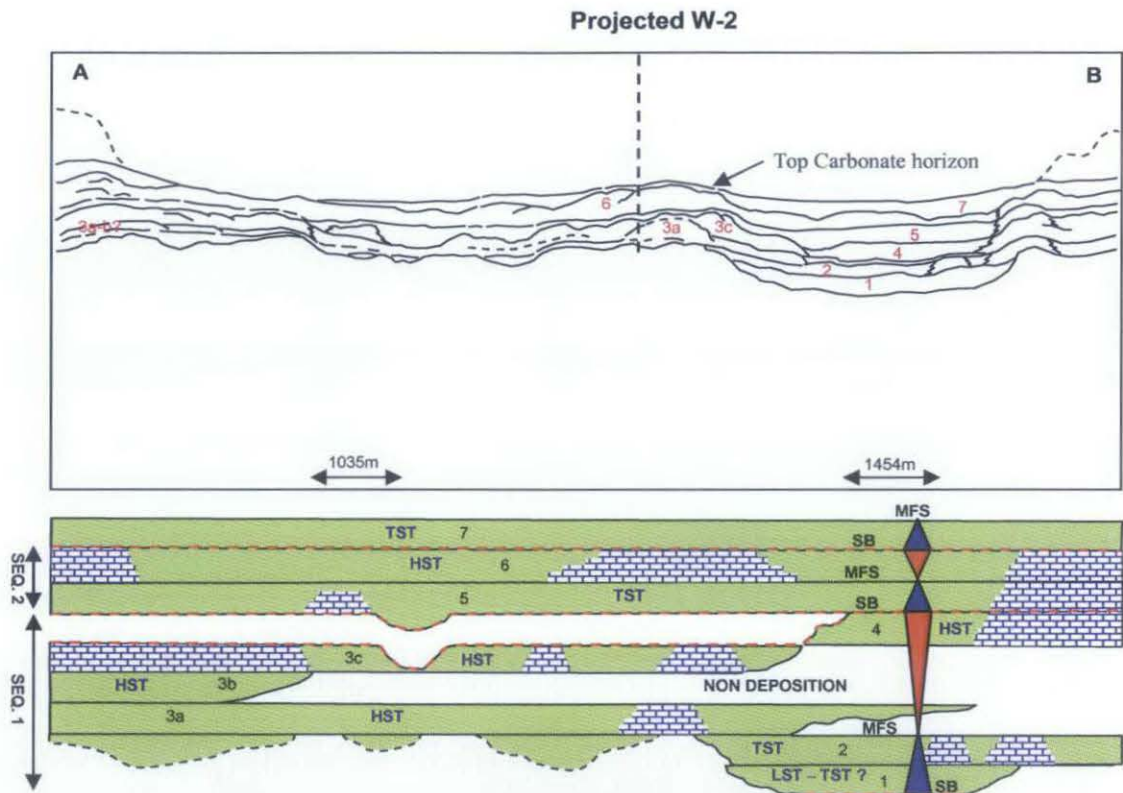 Projected W-2
A
B
Top Carbonate horizon
6
7
3a-b?
3a
3c
5
4
2
1
1035m
1454m
MFS
TST 7
SB
HST 6
MFS
SEQ. 2
5 TST
SB
4 HST
3c HST
HST 3b
NON DEPOSITION
SEQ. 1
3a HST
MFS
TST 2
LST – TST ? 1 SB